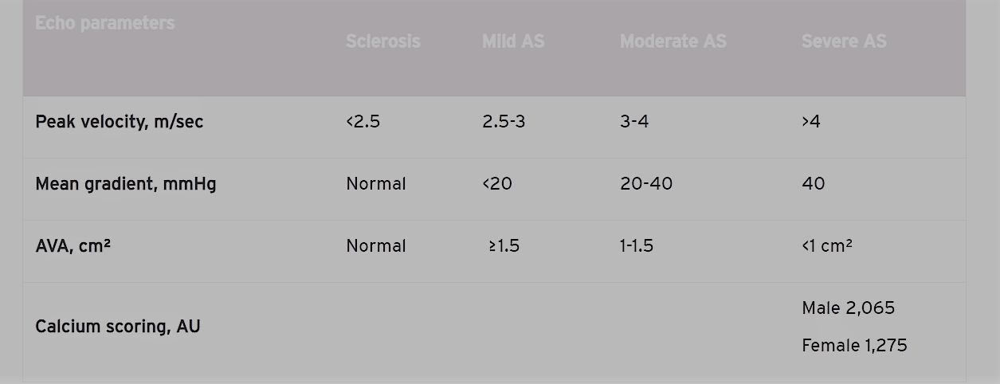 Echo parameters
Sclerosis Mild AS Moderate AS Severe AS
Peak velocity, m/sec <2.5 2.5-3 3-4 >4
Mean gradient, mmHg Normal <20 20-40 40
AVA, cm² Normal ≥1.5 1-1.5 <1 cm²
Calcium scoring, AU Male 2,065
Female 1,275